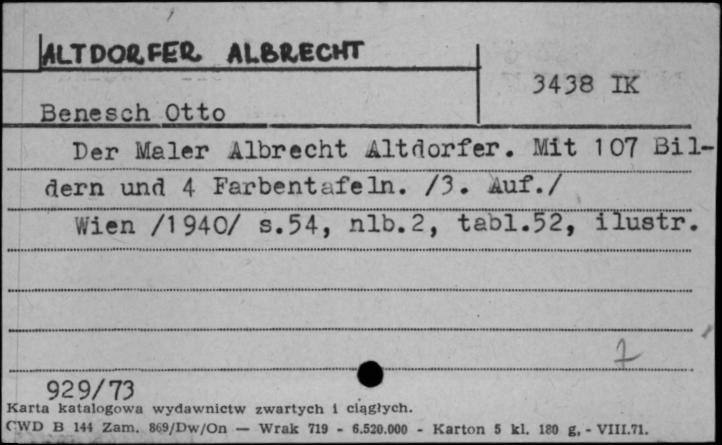 ALTDORFER ALBRECHT
3438 IK
Benesch Otto
Der Maler Albrecht Altdorfer. Mit 107 Bil-
dern und 4 Farbentafeln. /3. Auf./
Wien /1940/ s.54, nlb.2, tabl.52, ilustr.
7
929/73
Karta katalogowa wydawnictw zwartych i ciągłych.
CWD B 144 Zam. 869/Dw/On — Wrak 719 - 6.520.000 - Karton 5 kl. 180 g, - VIII.71.